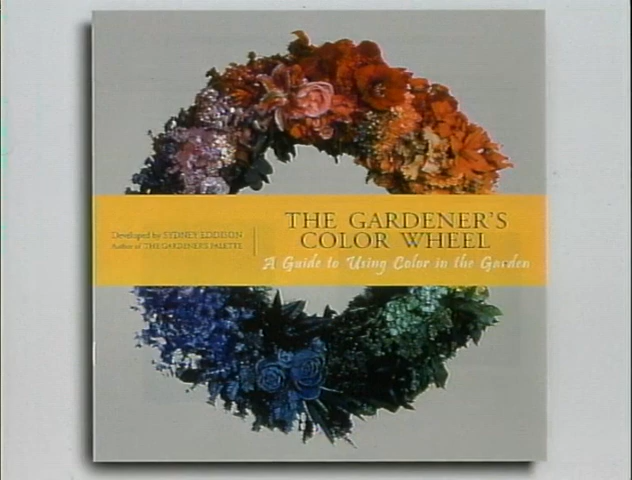 THE GARDENER'S
COLOR WHEEL
Developed by SYDNEY EDDISON
Author of THE GARDENER'S PALETTE
A Guide to Using Color in the Garden